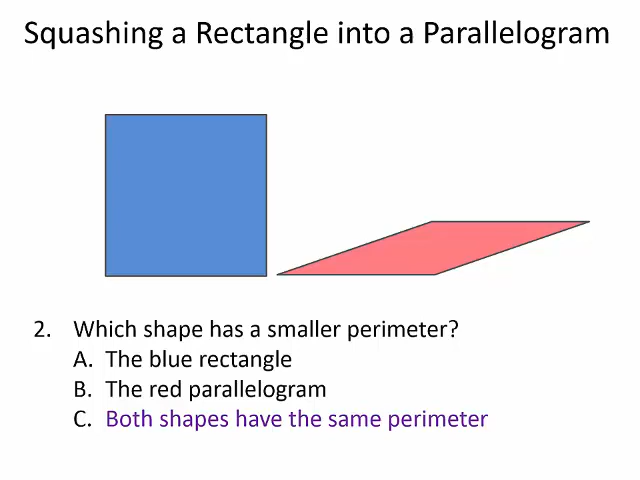 Squashing a Rectangle into a Parallelogram
2. Which shape has a smaller perimeter?
A. The blue rectangle
B. The red parallelogram
C. Both shapes have the same perimeter